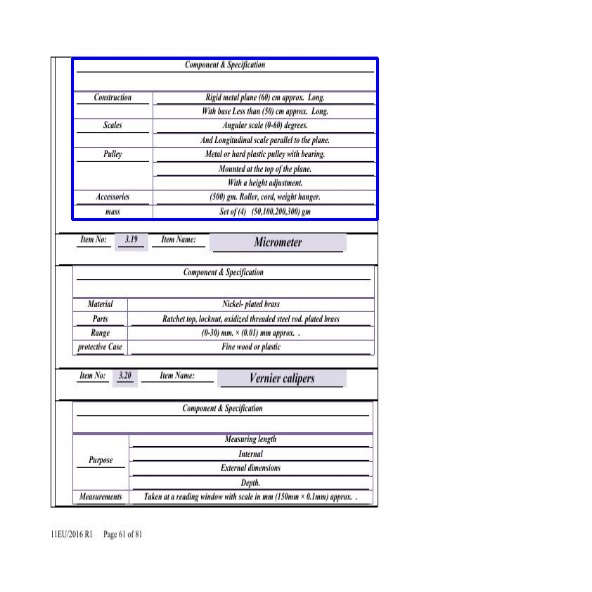 Component & Specification
Construction Rigid metal plane (60) cm approx. Long.
With base Less than (50) cm approx. Long.
Scales Angular scale (0-60) degrees.
And Longitudinal scale parallel to the plane.
Pulley Metal or hard plastic pulley with bearing.
Mounted at the top of the plane.
With a height adjustment.
Accessories (500) gm. Roller, cord, weight hanger.
mass Set of (4) (50,100,200,300) gm
Item No: 3.19 Item Name: Micrometer
Component & Specification
Material Nickel- plated brass
Parts Ratchet top, locknut, oxidized threaded steel rod. plated brass
Range (0-30) mm. × (0.01) mm approx. .
protective Case Fine wood or plastic
Item No: 3.20 Item Name: Vernier calipers
Component & Specification
Measuring length
Internal
Purpose External dimensions
Depth.
Measurements Taken at a reading window with scale in mm (150mm × 0.1mm) approx. .
11EU/2016 R1 Page 61 of 81